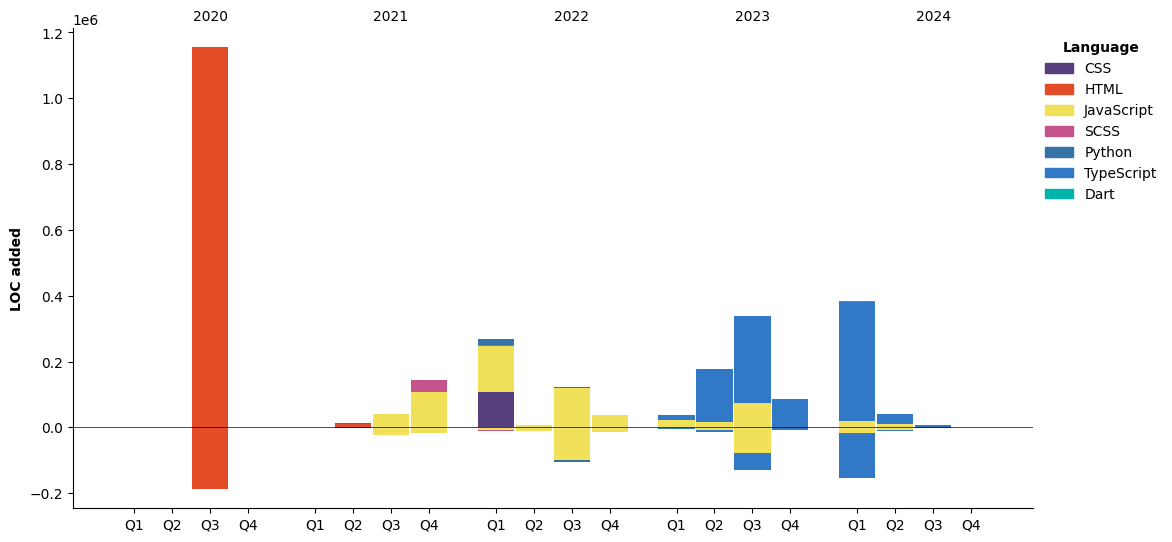 2020 2021 2022 2023 2024
1e6
1.2
1.0
0.8
0.6
0.4
0.2
0.0
−0.2
LOC added
Q1 Q2 Q3 Q4 Q1 Q2 Q3 Q4 Q1 Q2 Q3 Q4 Q1 Q2 Q3 Q4 Q1 Q2 Q3 Q4
Language
CSS
HTML
JavaScript
SCSS
Python
TypeScript
Dart